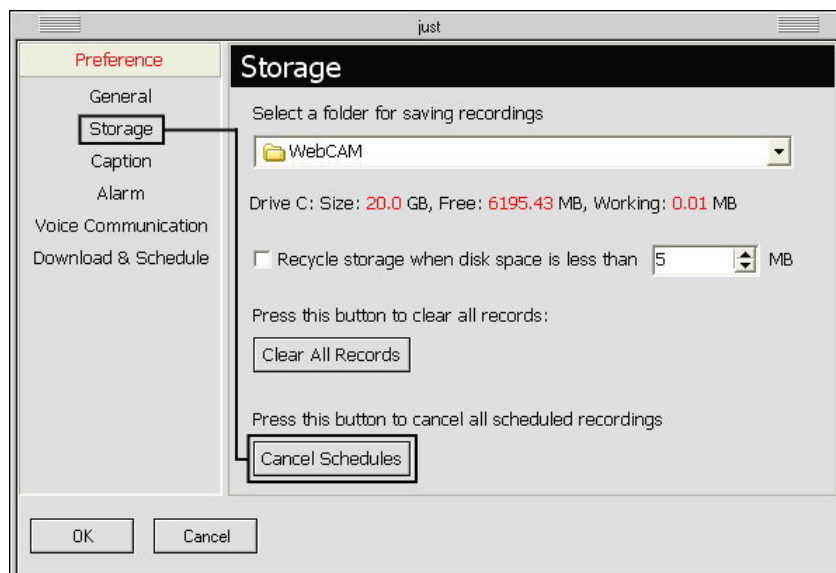 just
Preference
General
Storage
Caption
Alarm
Voice Communication
Download & Schedule
Storage
Select a folder for saving recordings
WebCAM
Drive C: Size: 20.0 GB, Free: 6195.43 MB, Working: 0.01 MB
Recycle storage when disk space is less than 5 MB
Press this button to clear all records:
Clear All Records
Press this button to cancel all scheduled recordings
Cancel Schedules
OK Cancel